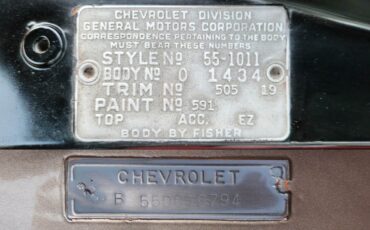 CHEVROLET DIVISION
GENERAL MOTORS CORPORATION
CORRESPONDENCE PERTAINING TO THE BODY
MUST BEAR THESE NUMBERS
STYLE Nº 55-1011
BODY Nº O 1434
TRIM Nº 505 19
PAINT Nº 591
TOP ACC. EZ
BODY BY FISHER
CHEVROLET
B